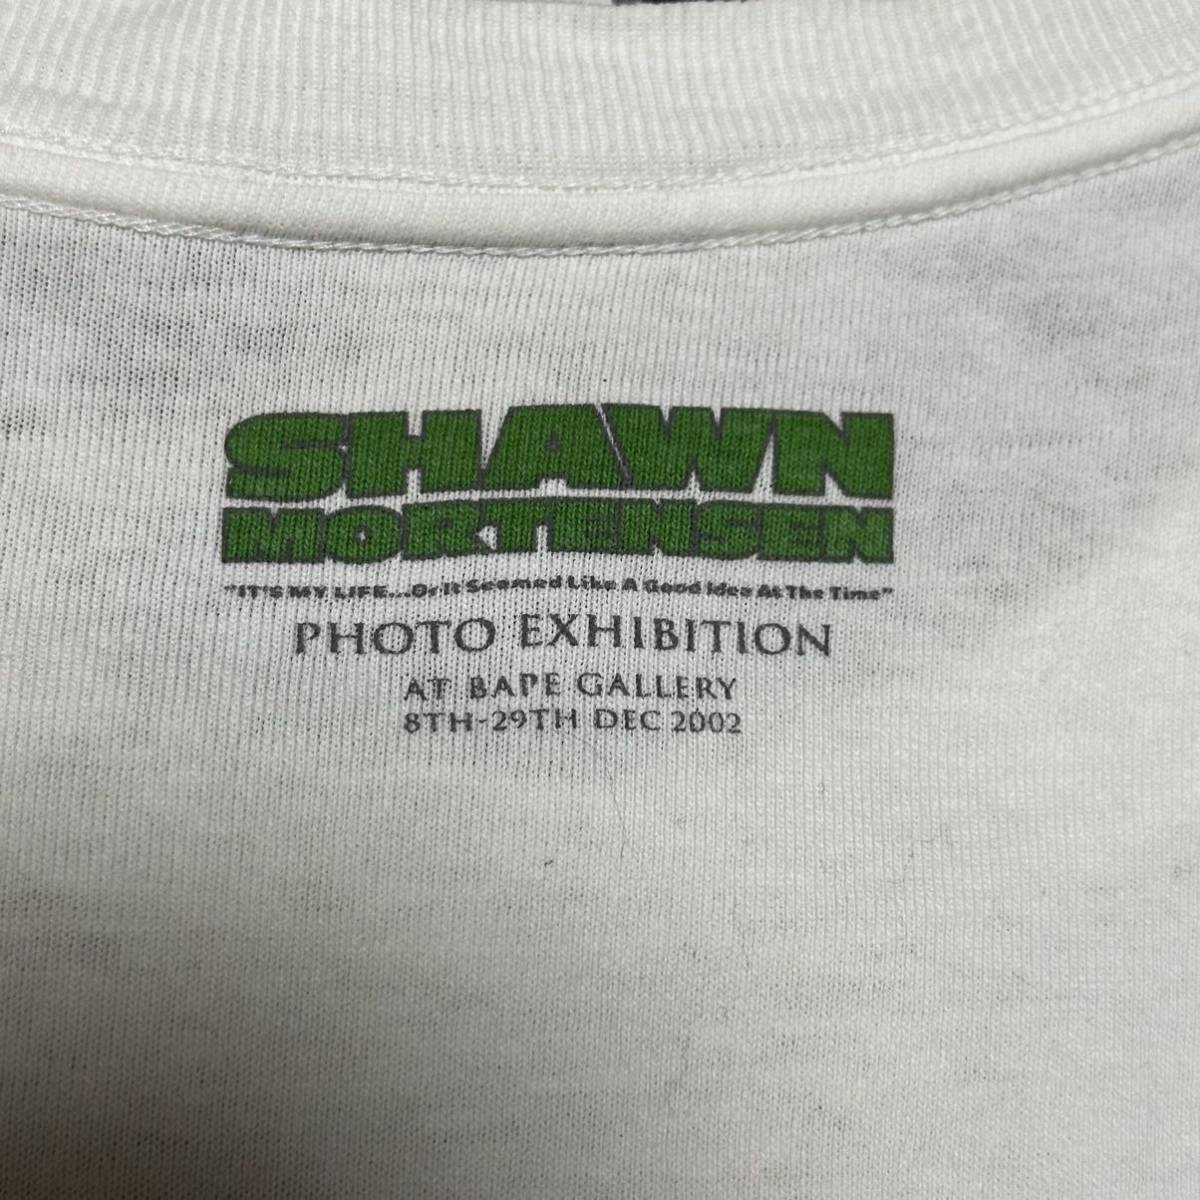 SHAWN
MORTENSEN
"IT'S MY LIFE...Or It Seemed Like A Good Idea At The Time"
PHOTO EXHIBITION
AT BAPE GALLERY
8TH-29TH DEC 2002